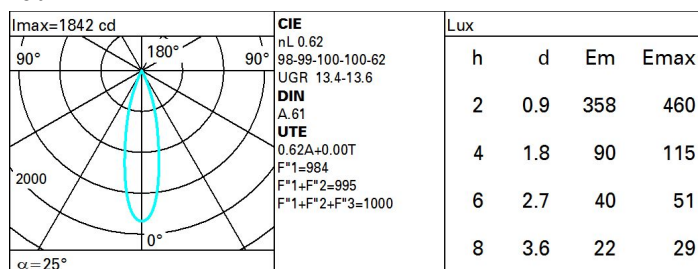 Imax=1842 cd
90°
180°
90°
2000
0°
α=25°
CIE
nL 0.62
98-99-100-100-62
UGR 13.4-13.6
DIN
A.61
UTE
0.62A+0.00T
F"1=984
F"1+F"2=995
F"1+F"2+F"3=1000
Lux
h d Em Emax
2 0.9 358 460
4 1.8 90 115
6 2.7 40 51
8 3.6 22 29